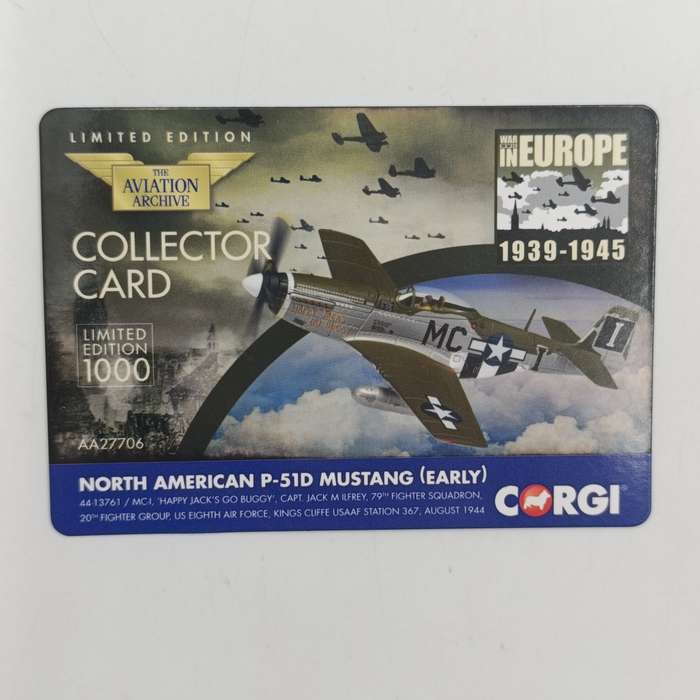 LIMITED EDITION
THE
AVIATION
ARCHIVE
COLLECTOR
CARD
LIMITED
EDITION
1000
AA27706
WAR
IN EUROPE
1939-1945
MC
I
I
NORTH AMERICAN P-51D MUSTANG (EARLY)
44-13761 / MC-I, 'HAPPY JACK'S GO BUGGY', CAPT. JACK M ILFREY, 79TH FIGHTER SQUADRON,
20TH FIGHTER GROUP, US EIGHTH AIR FORCE, KINGS CLIFFE USAAF STATION 367, AUGUST 1944
CORGI